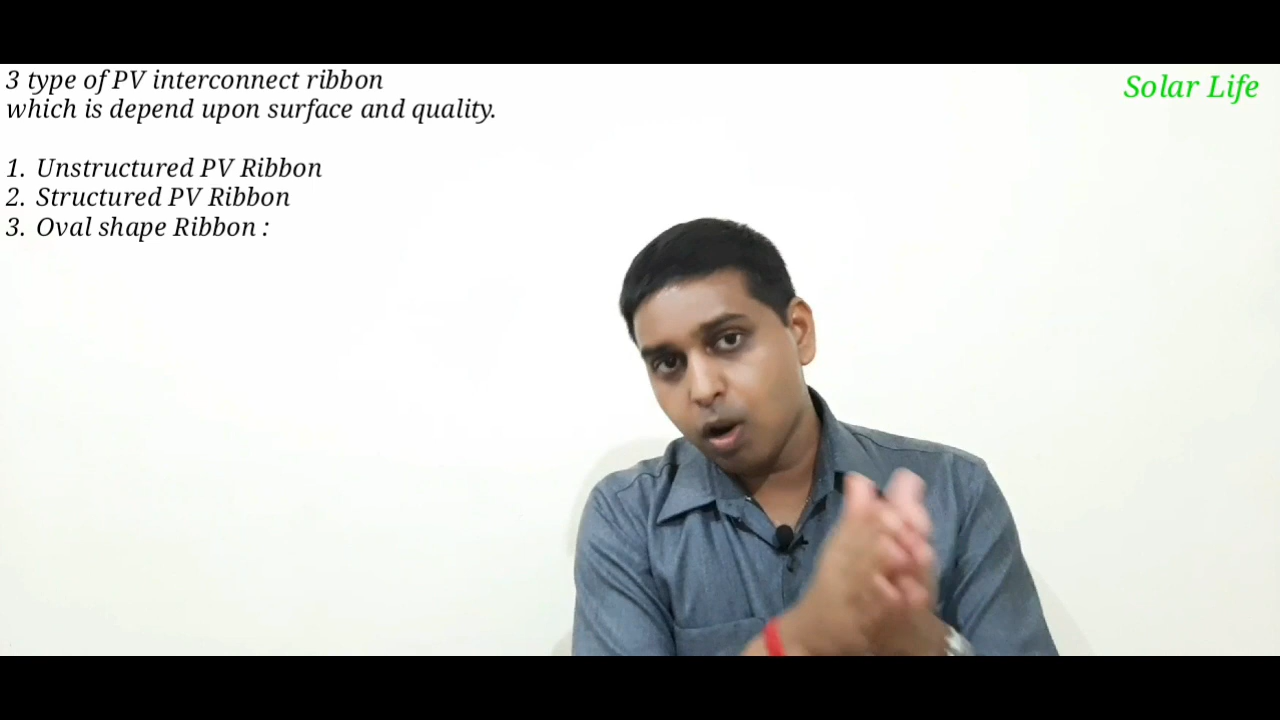 3 type of PV interconnect ribbon
which is depend upon surface and quality.
1. Unstructured PV Ribbon
2. Structured PV Ribbon
3. Oval shape Ribbon :
Solar Life